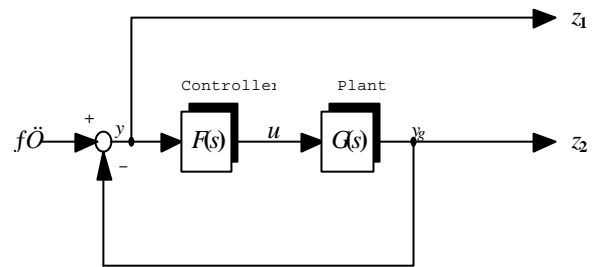 z1
Controller Plant
+ y F(s) u G(s) yg
fÖ z2
−